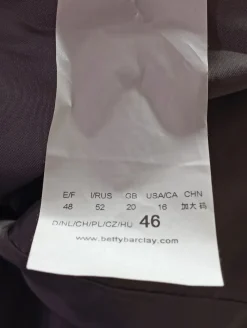 E/F I/RUS GB USA/CA CHN
48 52 20 16 加大码
D/NL/CH/PL/CZ/HU 46
www.bettybarclay.com